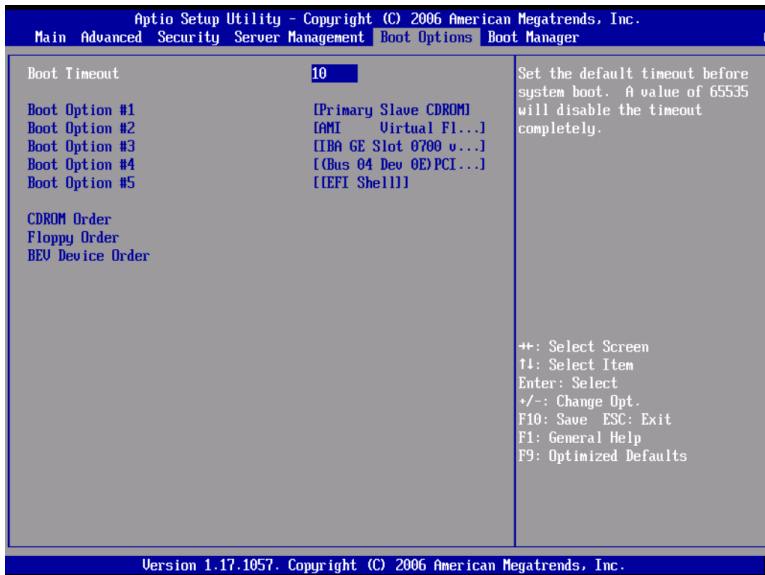 Aptio Setup Utility - Copyright (C) 2006 American Megatrends, Inc.
Main Advanced Security Server Management Boot Options Boot Manager
Boot Timeout 10
Boot Option #1 [Primary Slave CDROM]
Boot Option #2 [AMI Virtual Fl...]
Boot Option #3 [IBA GE Slot 0700 v...]
Boot Option #4 [(Bus 04 Dev 0E)PCI...]
Boot Option #5 [[EFI Shell]]
CDROM Order
Floppy Order
BEV Device Order
Set the default timeout before
system boot. A value of 65535
will disable the timeout
completely.
→←: Select Screen
↑↓: Select Item
Enter: Select
+/-: Change Opt.
F10: Save ESC: Exit
F1: General Help
F9: Optimized Defaults
Version 1.17.1057. Copyright (C) 2006 American Megatrends, Inc.